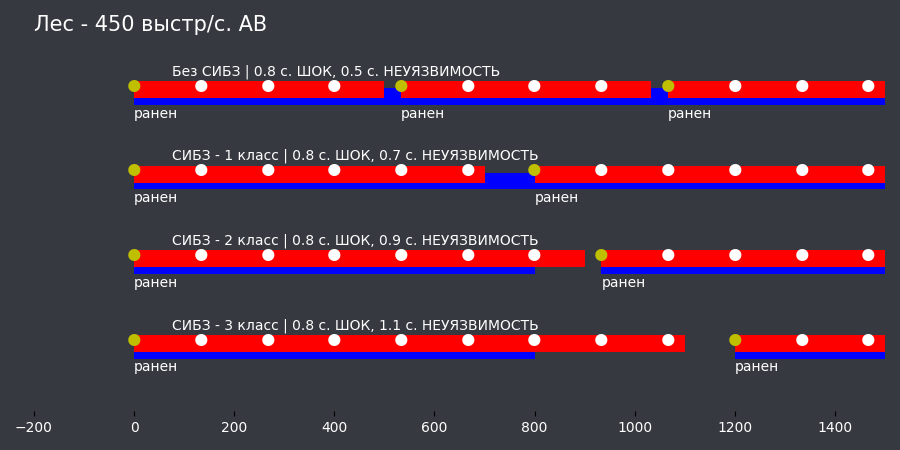 Лес - 450 выстр/с. АВ
Без СИБЗ | 0.8 с. ШОК, 0.5 с. НЕУЯЗВИМОСТЬ
ранен ранен ранен
СИБЗ - 1 класс | 0.8 с. ШОК, 0.7 с. НЕУЯЗВИМОСТЬ
ранен ранен
СИБЗ - 2 класс | 0.8 с. ШОК, 0.9 с. НЕУЯЗВИМОСТЬ
ранен ранен
СИБЗ - 3 класс | 0.8 с. ШОК, 1.1 с. НЕУЯЗВИМОСТЬ
ранен ранен
−200 0 200 400 600 800 1000 1200 1400